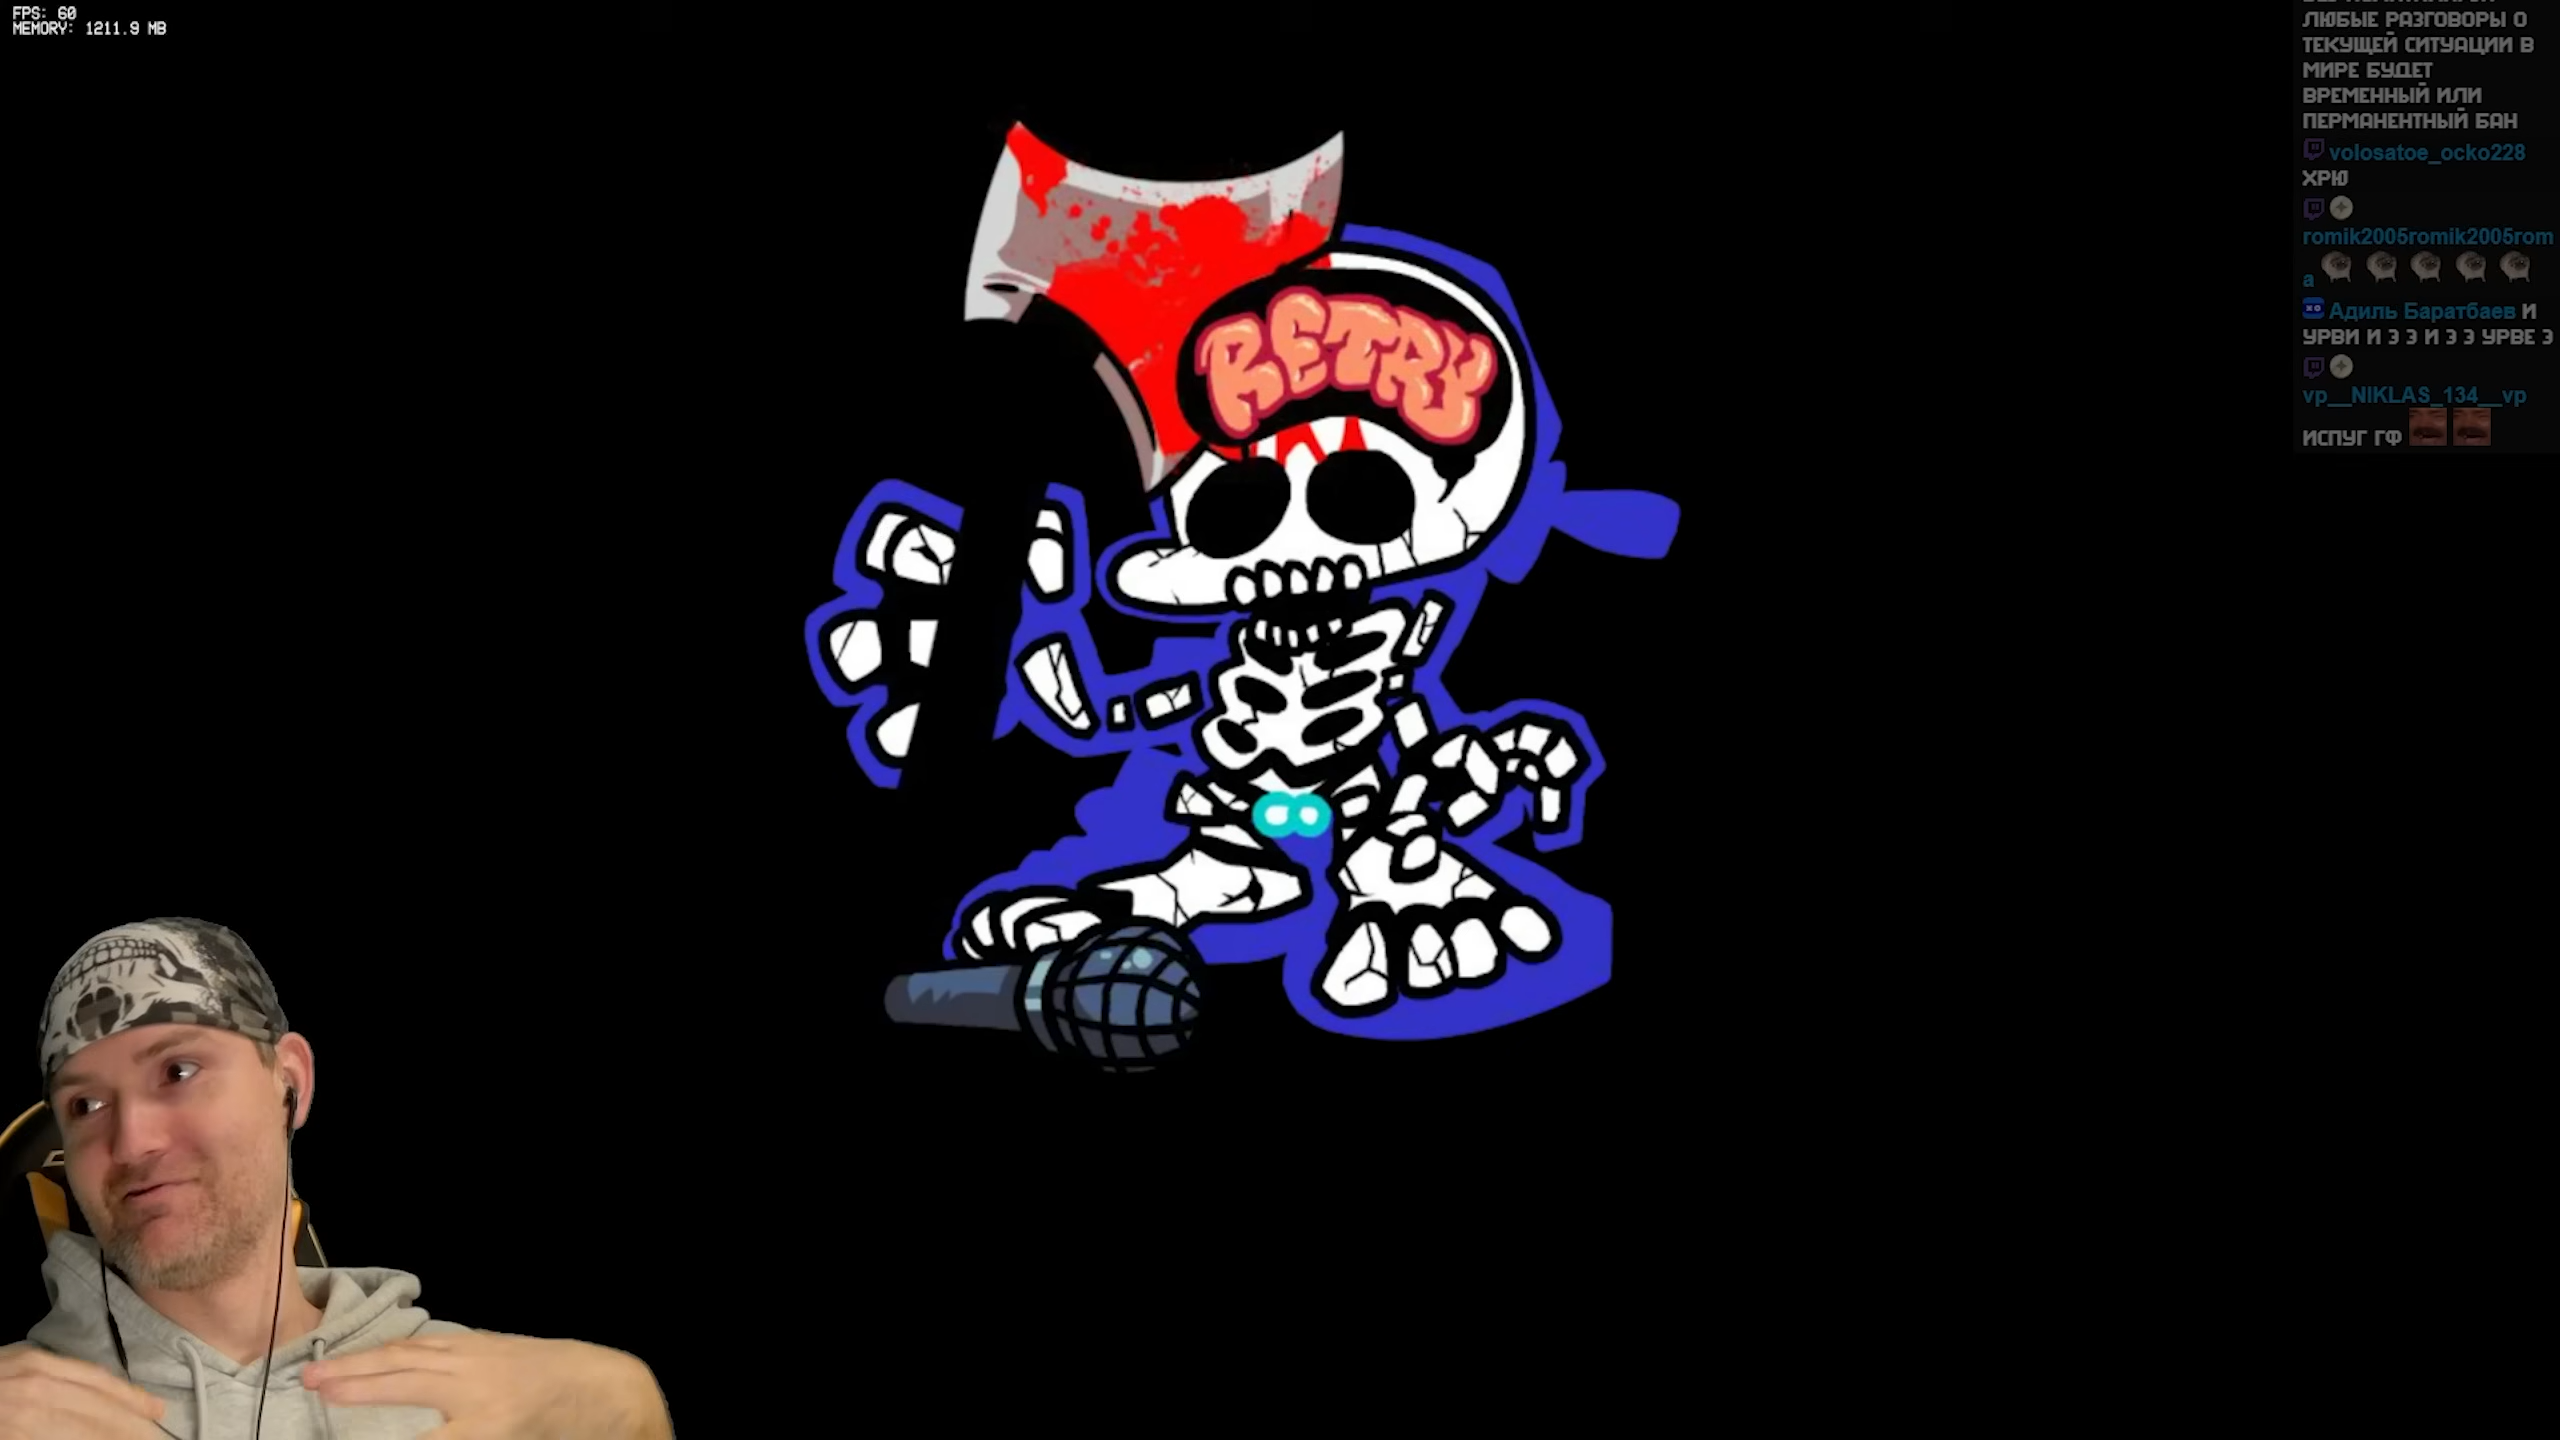 FPS: 60
MEMORY: 1211.9 MB
RETRY
ЛЮБЫЕ РАЗГОВОРЫ О
ТЕКУЩЕЙ СИТУАЦИИ В
МИРЕ БУДЕТ
ВРЕМЕННЫЙ ИЛИ
ПЕРМАНЕНТНЫЙ БАН
volosatoe_ocko228
ХРЮ
romik2005romik2005rom
a
Адиль Баратбаев И
УРВИ И З З И З З УРВЕ З
vp__NIKLAS_134__vp
ИСПУГ ГФ